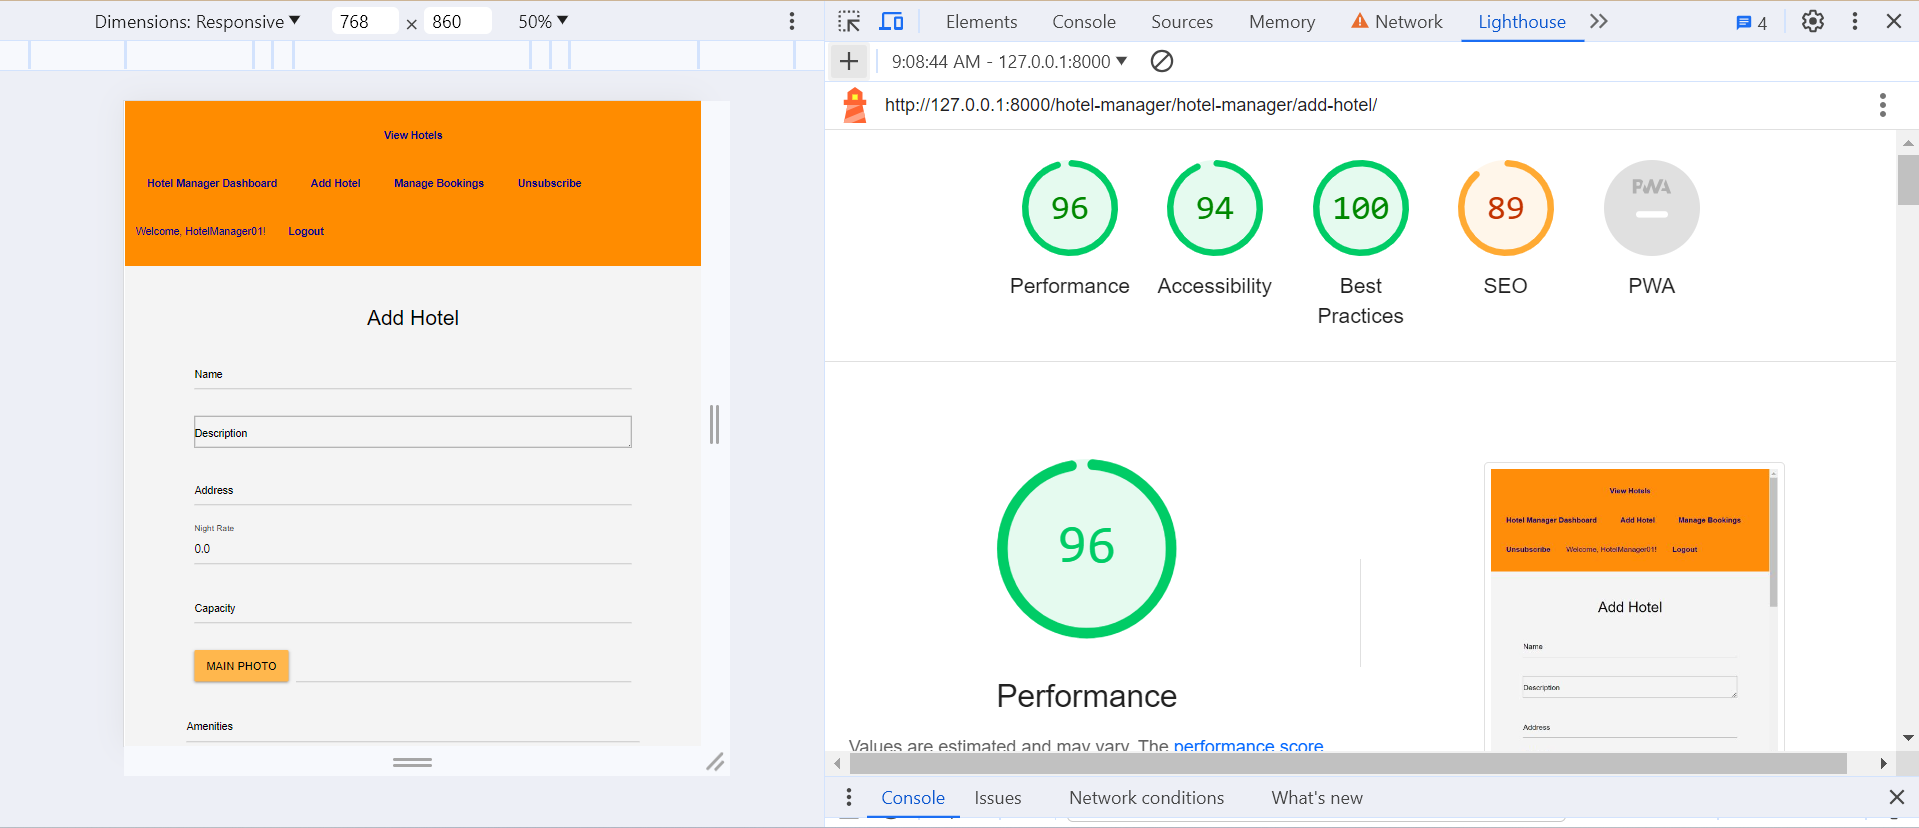 Dimensions: Responsive 768 × 860 50%
Elements Console Sources Memory Network Lighthouse 4
9:08:44 AM - 127.0.0.1:8000
http://127.0.0.1:8000/hotel-manager/hotel-manager/add-hotel/
View Hotels
Hotel Manager Dashboard Add Hotel Manage Bookings Unsubscribe
Welcome, HotelManager01! Logout
Add Hotel
Name
Description
Address
Night Rate
0.0
Capacity
MAIN PHOTO
Amenities
96 94 100 89 PWA
Performance Accessibility Best Practices SEO PWA
96
Performance
Values are estimated and may vary. The performance score
View Hotels
Hotel Manager Dashboard Add Hotel Manage Bookings
Unsubscribe Welcome, HotelManager01! Logout
Add Hotel
Name
Description
Address
Console Issues Network conditions What's new